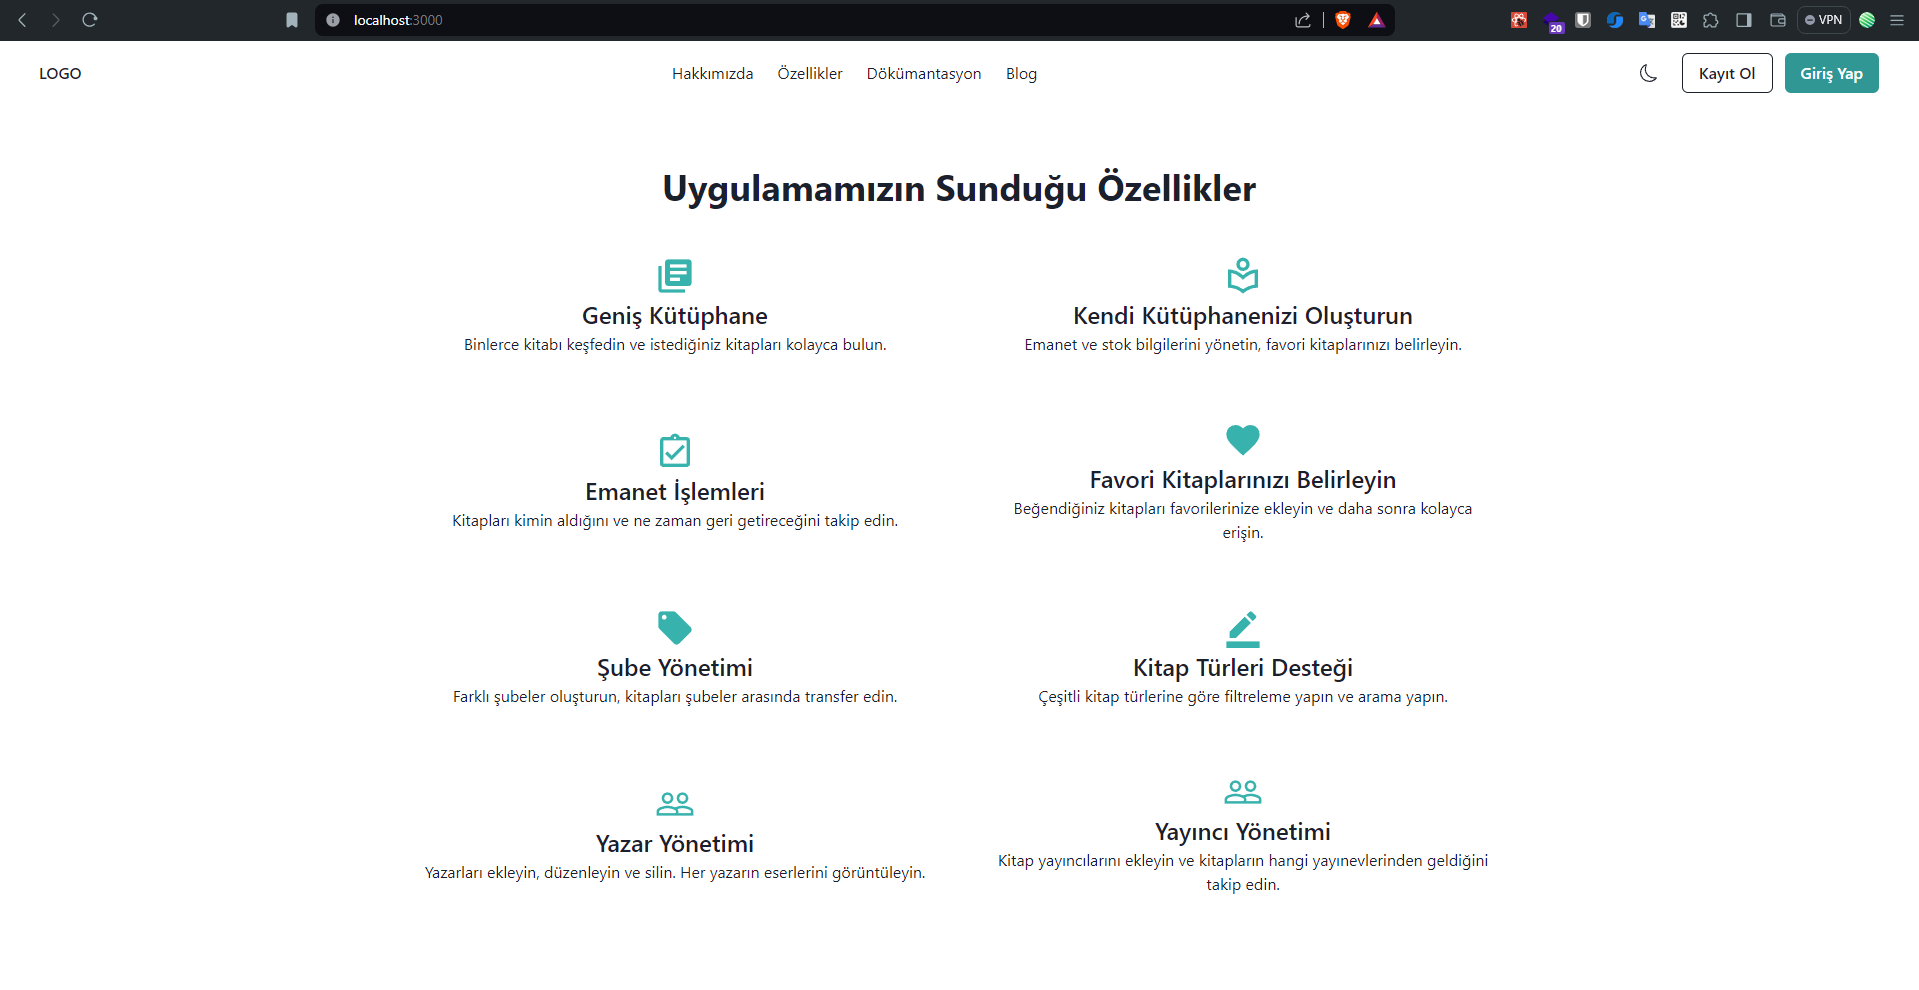 localhost:3000
20
VPN
LOGO
Hakkımızda
Özellikler
Dökümantasyon
Blog
Kayıt Ol
Giriş Yap
Uygulamamızın Sunduğu Özellikler
Geniş Kütüphane
Binlerce kitabı keşfedin ve istediğiniz kitapları kolayca bulun.
Kendi Kütüphanenizi Oluşturun
Emanet ve stok bilgilerini yönetin, favori kitaplarınızı belirleyin.
Emanet İşlemleri
Kitapları kimin aldığını ve ne zaman geri getireceğini takip edin.
Favori Kitaplarınızı Belirleyin
Beğendiğiniz kitapları favorilerinize ekleyin ve daha sonra kolayca
erişin.
Şube Yönetimi
Farklı şubeler oluşturun, kitapları şubeler arasında transfer edin.
Kitap Türleri Desteği
Çeşitli kitap türlerine göre filtreleme yapın ve arama yapın.
Yazar Yönetimi
Yazarları ekleyin, düzenleyin ve silin. Her yazarın eserlerini görüntüleyin.
Yayıncı Yönetimi
Kitap yayıncılarını ekleyin ve kitapların hangi yayınevlerinden geldiğini
takip edin.